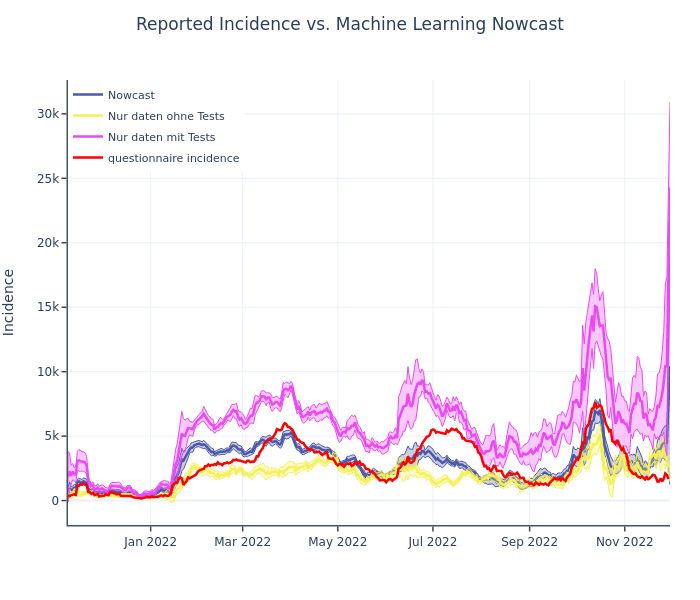 Reported Incidence vs. Machine Learning Nowcast
Nowcast
Nur daten ohne Tests
Nur daten mit Tests
questionnaire incidence
Incidence
30k
25k
20k
15k
10k
5k
0
Jan 2022
Mar 2022
May 2022
Jul 2022
Sep 2022
Nov 2022